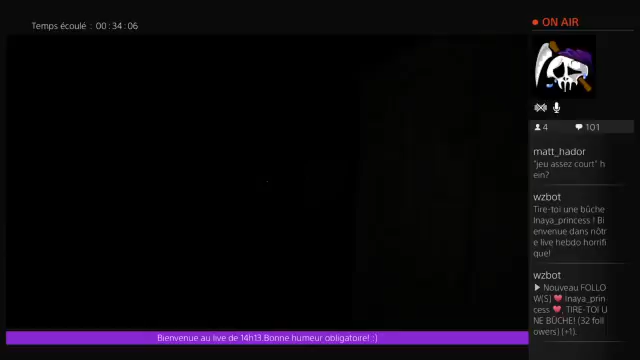 Temps écoulé : 00:34:06
ON AIR
4
101
matt_hador
"jeu assez court" h
ein?
wzbot
Tire-toi une bûche
Inaya_princess ! Bi
envenue dans nôtr
e live hebdo horrifi
que!
wzbot
▶ Nouveau FOLLO
W(S) 💗 Inaya_prin
cess 💗, TIRE-TOI U
NE BÛCHE! (32 foll
owers) (+1).
Bienvenue au live de 14h13.Bonne humeur obligatoire! :)